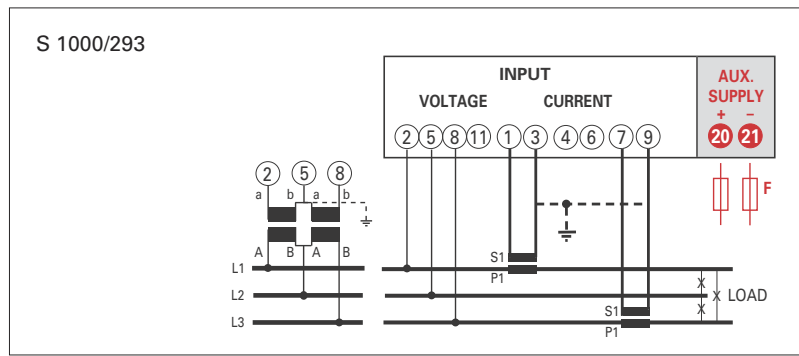 S 1000/293
INPUT
AUX.
SUPPLY
VOLTAGE CURRENT
+ −
2 5 8 11 1 3 4 6 7 9 20 21
2 5 8
a b a b
F
A B A B
S1
P1
L1
L2
L3
X
X LOAD
X
S1
P1